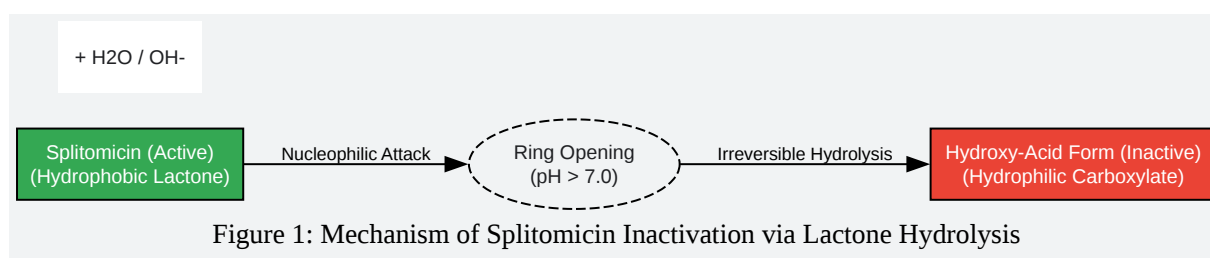 + H2O / OH-
Splitomicin (Active)
(Hydrophobic Lactone)
Nucleophilic Attack
Ring Opening
(pH > 7.0)
Irreversible Hydrolysis
Hydroxy-Acid Form (Inactive)
(Hydrophilic Carboxylate)
Figure 1: Mechanism of Splitomicin Inactivation via Lactone Hydrolysis